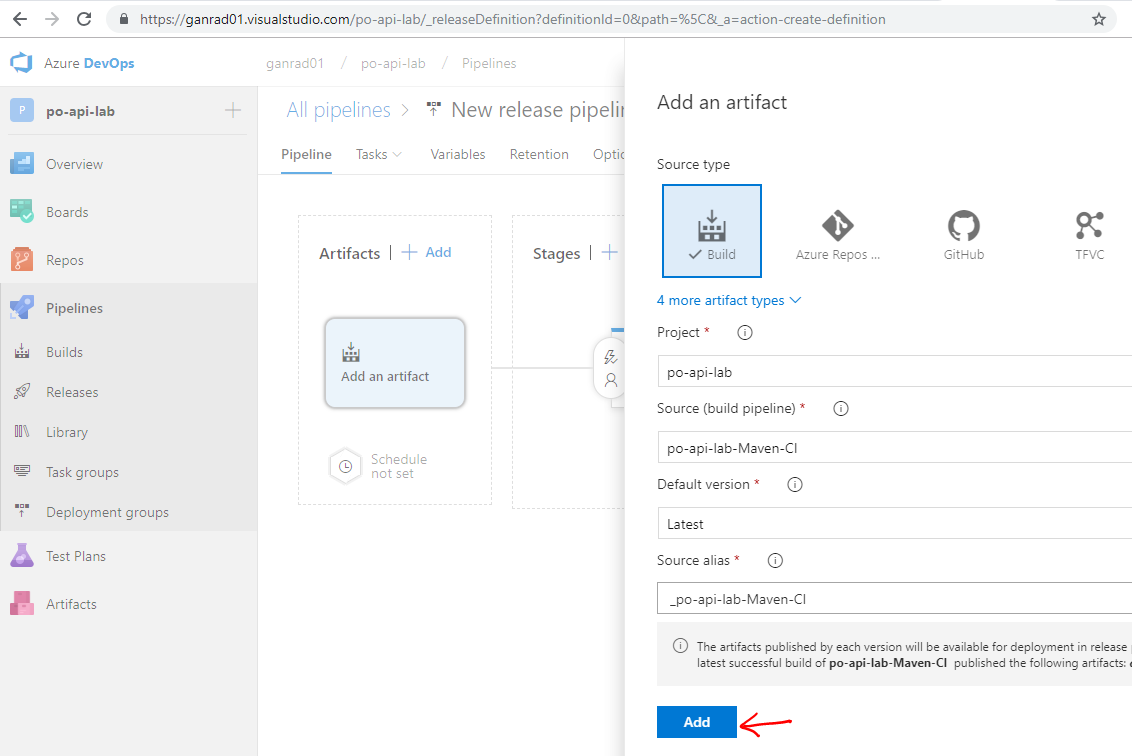 https://ganrad01.visualstudio.com/po-api-lab/_releaseDefinition?definitionId=0&path=%5C&_a=action-create-definition
Azure DevOps
ganrad01 / po-api-lab / Pipelines
P po-api-lab
Overview
Boards
Repos
Pipelines
Builds
Releases
Library
Task groups
Deployment groups
Test Plans
Artifacts
All pipelines > New release pipelin
Pipeline Tasks Variables Retention Optio
Artifacts | + Add
Stages | +
Add an artifact
Schedule
not set
Add an artifact
Source type
Build
Azure Repos ...
GitHub
TFVC
4 more artifact types
Project *
po-api-lab
Source (build pipeline) *
po-api-lab-Maven-CI
Default version *
Latest
Source alias *
_po-api-lab-Maven-CI
The artifacts published by each version will be available for deployment in release
latest successful build of po-api-lab-Maven-CI published the following artifacts:
Add